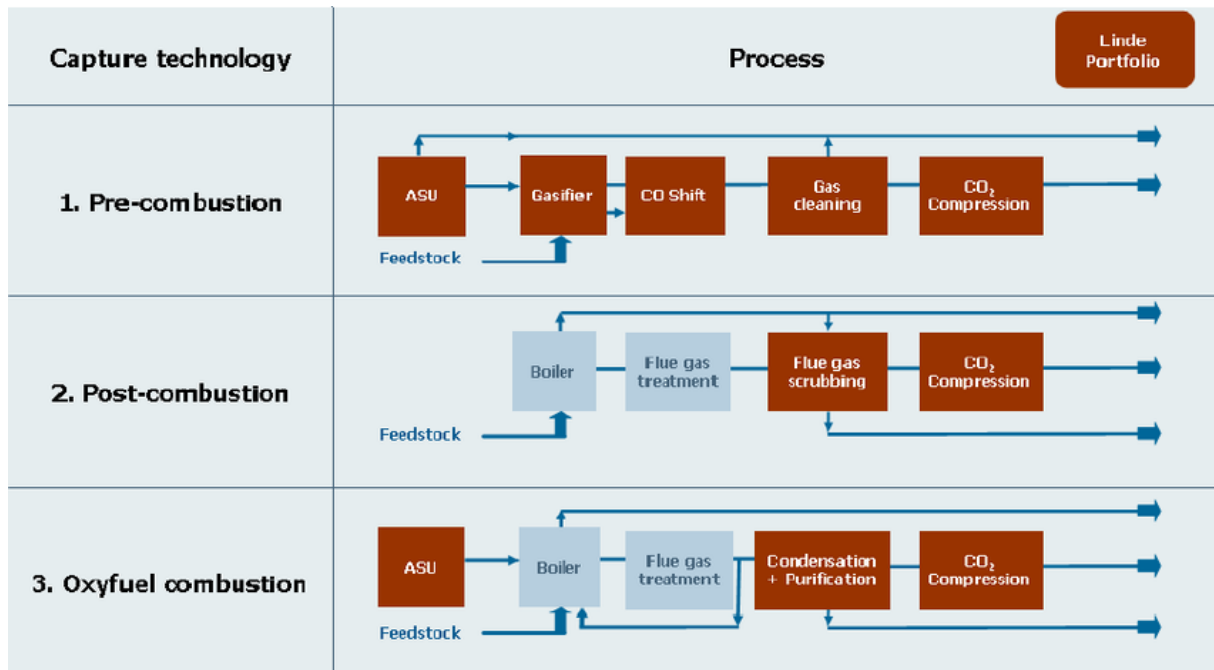 Capture technology
Process
Linde
Portfolio
1. Pre-combustion
ASU
Gasifier
CO Shift
Gas
cleaning
CO₂
Compression
Feedstock
2. Post-combustion
Boiler
Flue gas
treatment
Flue gas
scrubbing
CO₂
Compression
Feedstock
3. Oxyfuel combustion
ASU
Boiler
Flue gas
treatment
Condensation
+ Purification
CO₂
Compression
Feedstock